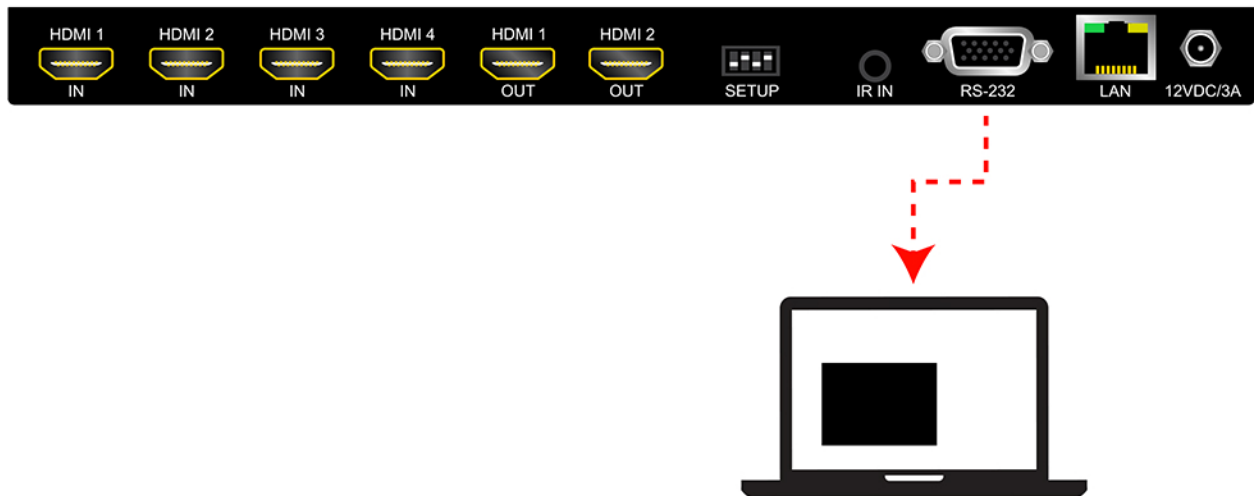 HDMI 1 HDMI 2 HDMI 3 HDMI 4 HDMI 1 HDMI 2
IN IN IN IN OUT OUT SETUP IR IN RS-232 LAN 12VDC/3A